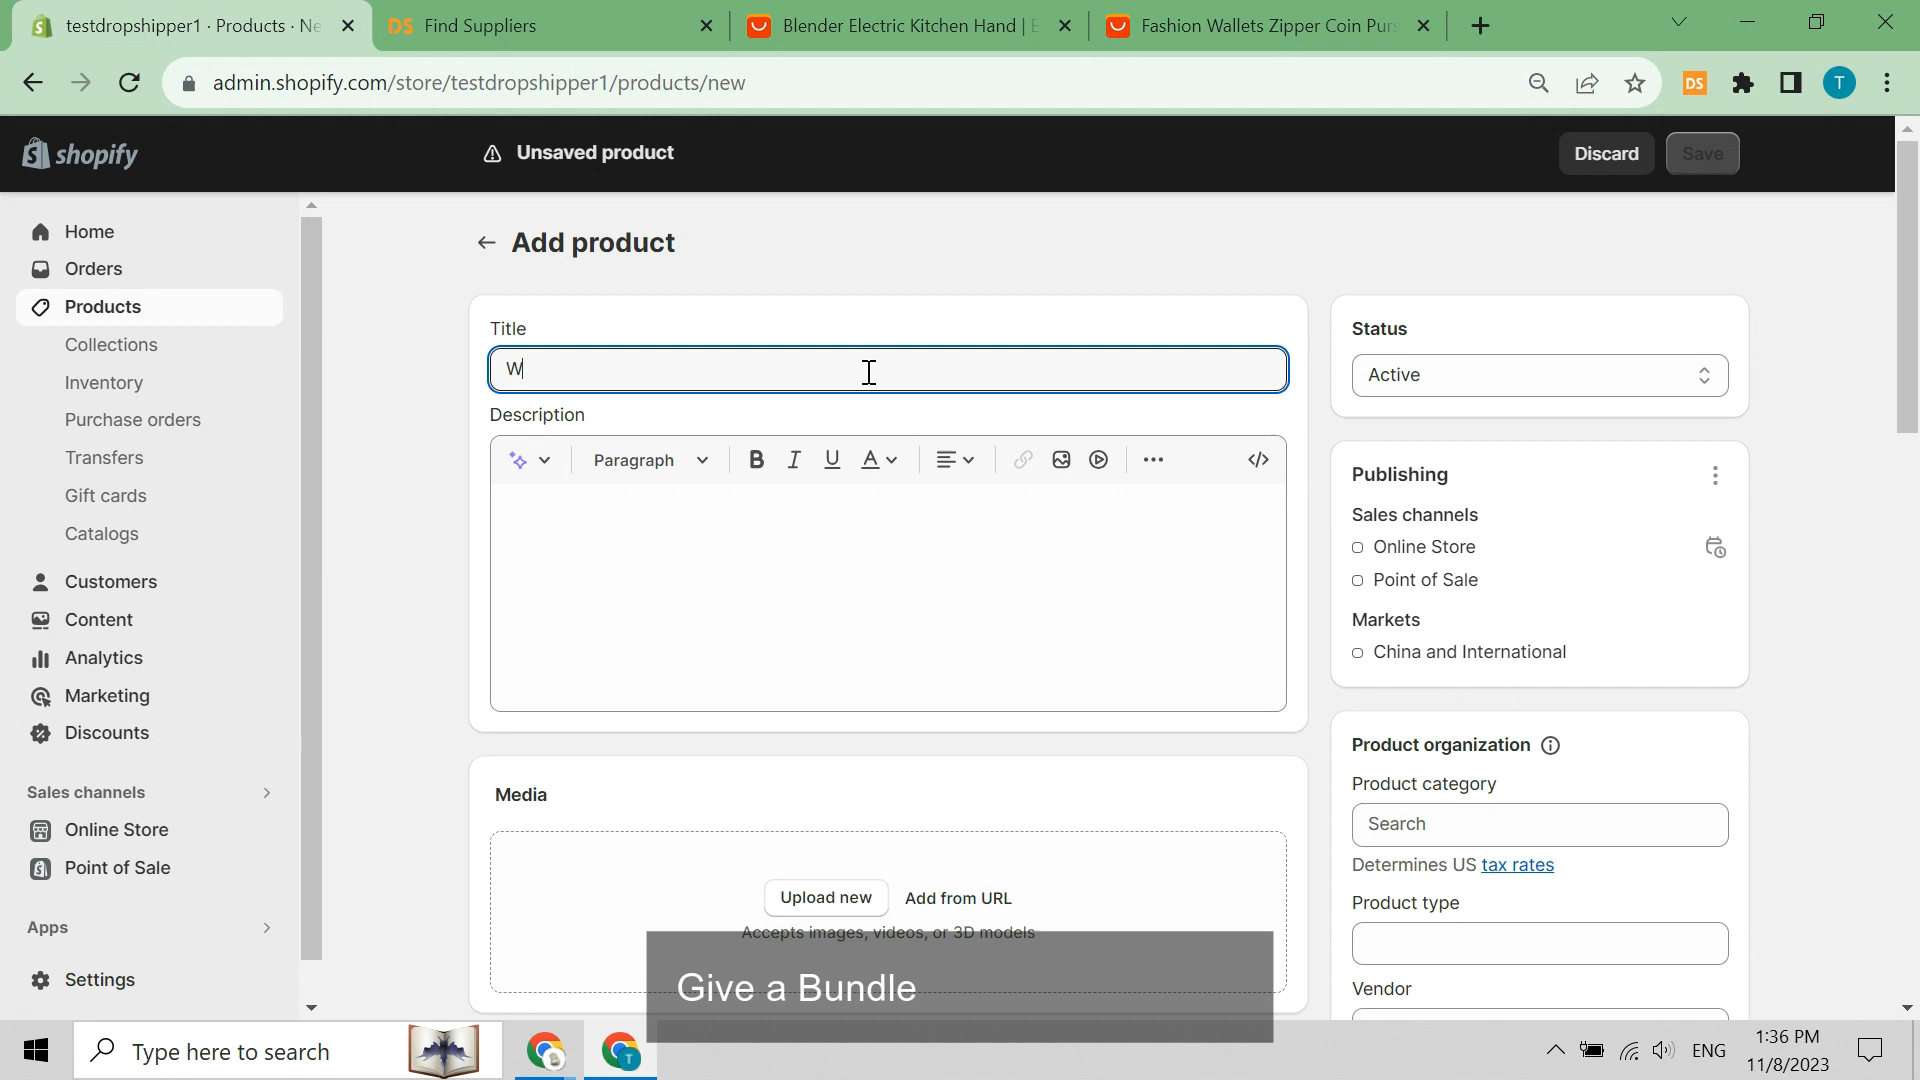 testdropshipper1 · Products · Ne
Find Suppliers
Blender Electric Kitchen Hand | E
Fashion Wallets Zipper Coin Purs
admin.shopify.com/store/testdropshipper1/products/new
DS
T
shopify
Unsaved product
Discard
Save
Home
Orders
Products
Collections
Inventory
Purchase orders
Transfers
Gift cards
Catalogs
Customers
Content
Analytics
Marketing
Discounts
Sales channels
Online Store
Point of Sale
Apps
Settings
Add product
Title
W
Description
Paragraph
B I U A
Media
Upload new
Add from URL
Accepts images, videos, or 3D models
Status
Active
Publishing
Sales channels
Online Store
Point of Sale
Markets
China and International
Product organization
Product category
Search
Determines US tax rates
Product type
Vendor
Give a Bundle
Type here to search
T
ENG
1:36 PM
11/8/2023